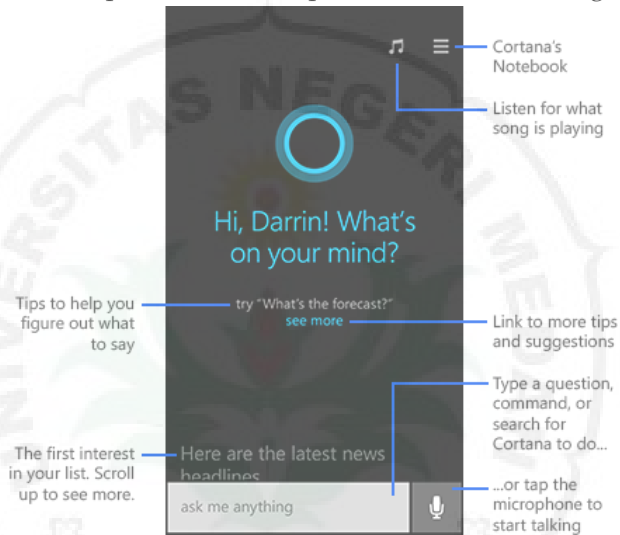 Cortana's
Notebook
Listen for what
song is playing
Hi, Darrin! What's
on your mind?
Tips to help you
figure out what
to say
try "What's the forecast?"
see more
Link to more tips
and suggestions
Type a question,
command, or
search for
Cortana to do...
The first interest
in your list. Scroll
up to see more.
Here are the latest news
headlines
ask me anything
...or tap the
microphone to
start talking
AS NEGERI